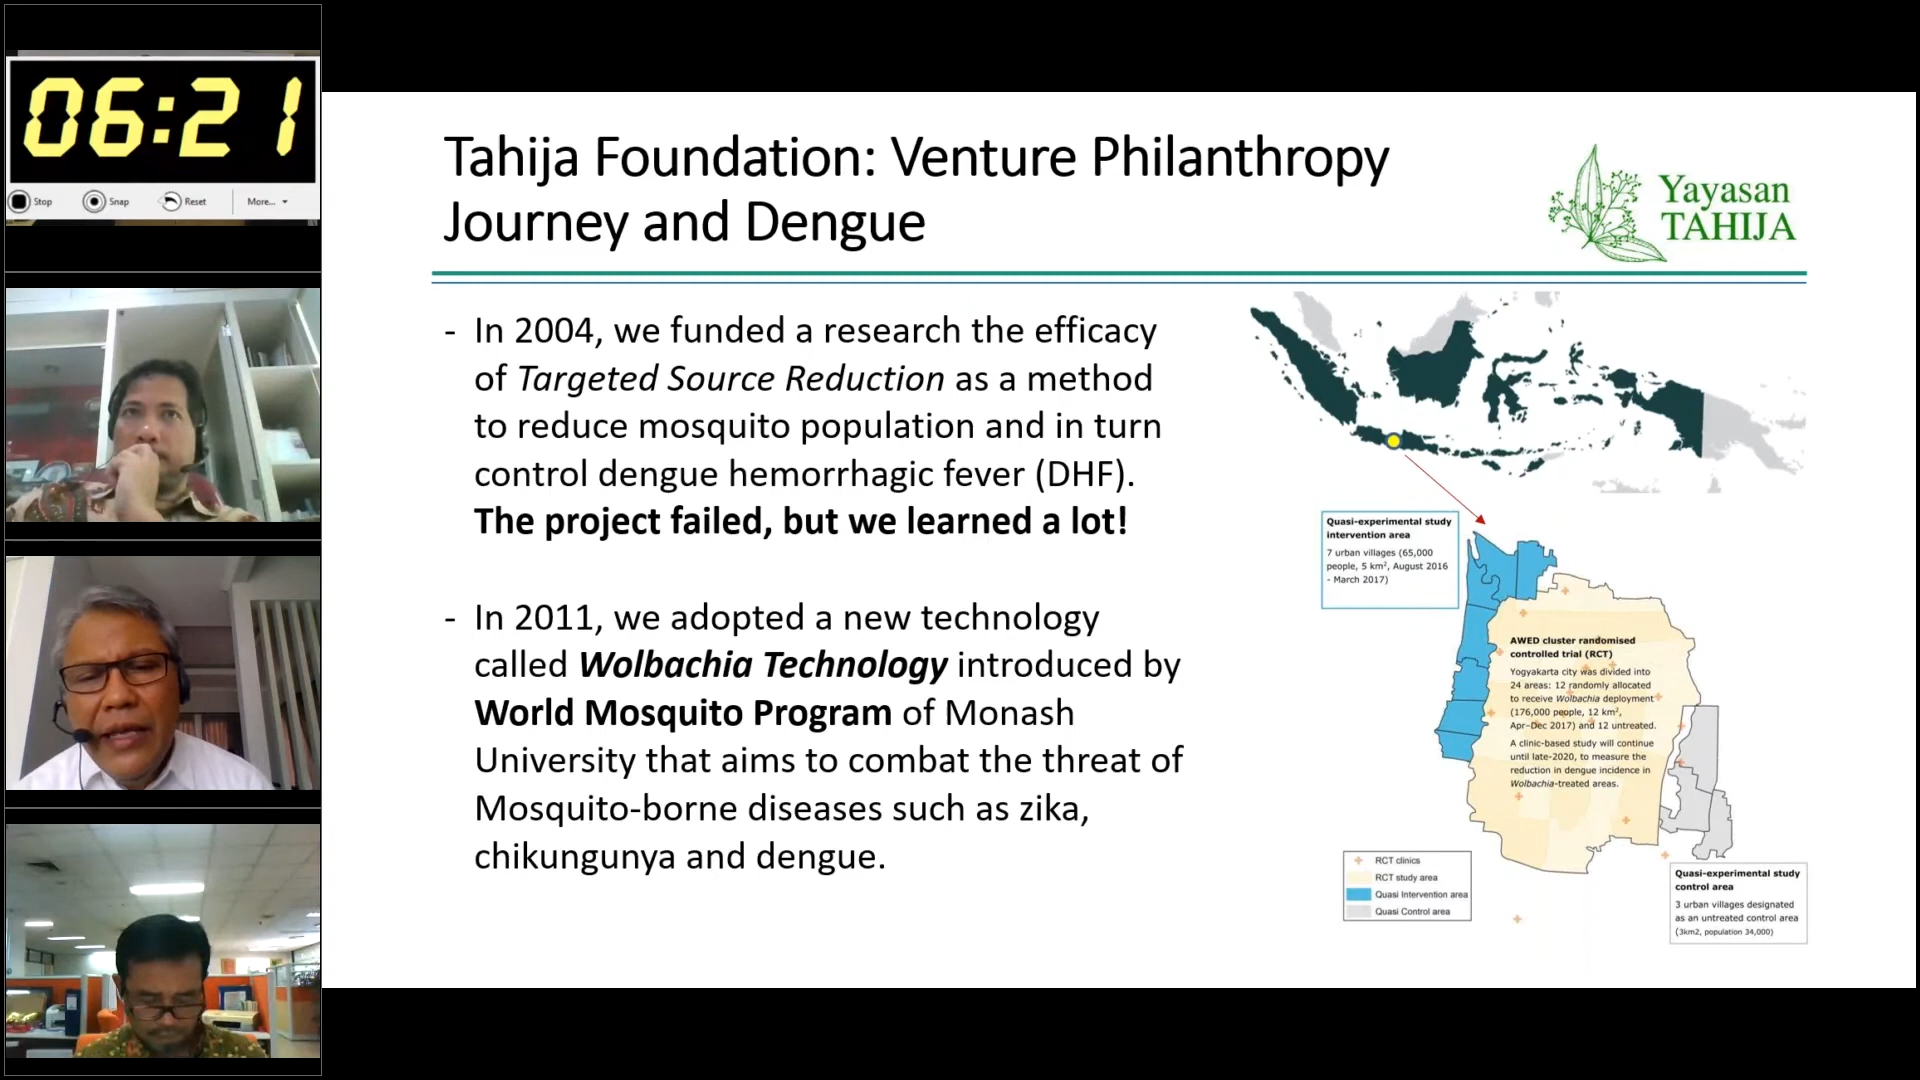 06:21
Stop Snap Reset More...
Tahija Foundation: Venture Philanthropy
Journey and Dengue
Yayasan
TAHIJA
- In 2004, we funded a research the efficacy
of Targeted Source Reduction as a method
to reduce mosquito population and in turn
control dengue hemorrhagic fever (DHF).
The project failed, but we learned a lot!
- In 2011, we adopted a new technology
called Wolbachia Technology introduced by
World Mosquito Program of Monash
University that aims to combat the threat of
Mosquito-borne diseases such as zika,
chikungunya and dengue.
Quasi-experimental study
intervention area
7 urban villages (65,000
people, 5 km², August 2016
- March 2017)
AWED cluster randomised
controlled trial (RCT)
Yogyakarta city was divided into
24 areas: 12 randomly allocated
to receive Wolbachia deployment
(176,000 people, 12 km²,
Apr-Dec 2017) and 12 untreated.
A clinic-based study will continue
until late-2020, to measure the
reduction in dengue incidence in
Wolbachia-treated areas.
RCT clinics
RCT study area
Quasi Intervention area
Quasi Control area
Quasi-experimental study
control area
3 urban villages designated
as an untreated control area
(3km2, population 34,000)